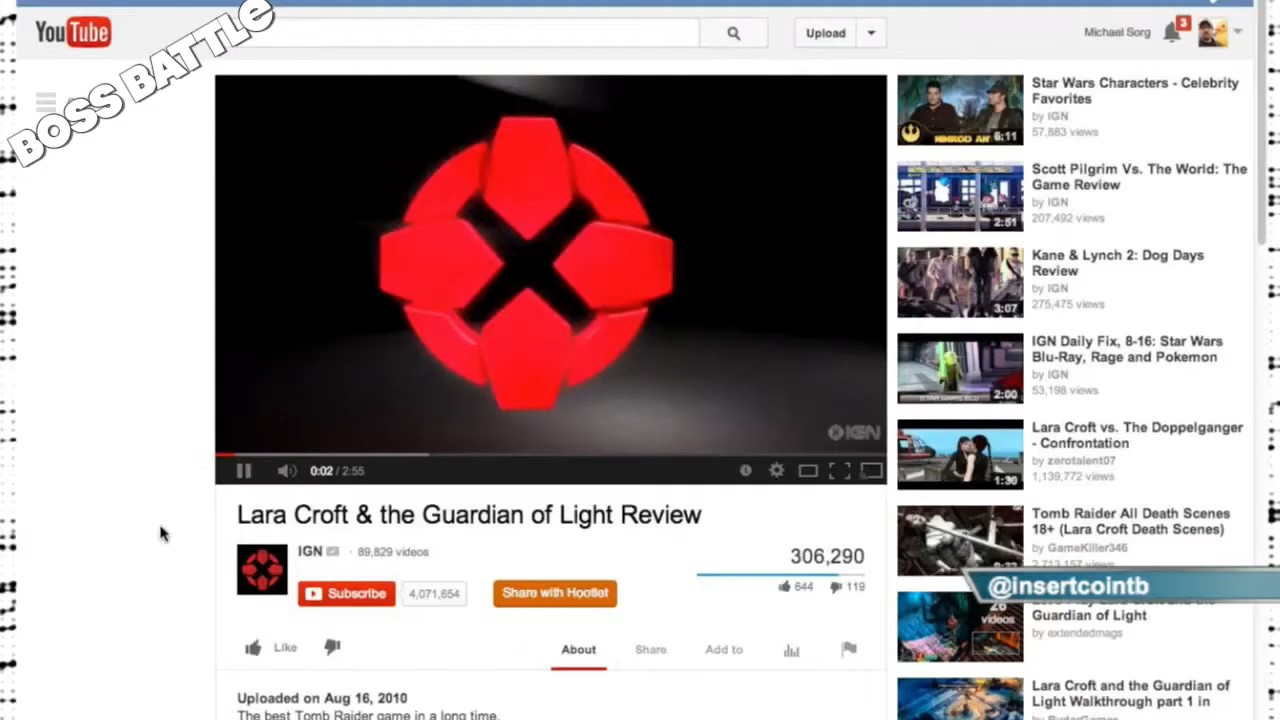 BOSS BATTLE
YouTube
Upload
Michael Sorg
3
IGN
0:02 / 2:55
Lara Croft & the Guardian of Light Review
IGN · 89,829 videos
Subscribe
4,071,654
Share with Hootlet
306,290
644
119
Like
About
Share
Add to
Uploaded on Aug 16, 2010
The best Tomb Raider game in a long time.
6:11
Star Wars Characters - Celebrity
Favorites
by IGN
57,883 views
2:51
Scott Pilgrim Vs. The World: The
Game Review
by IGN
207,492 views
3:07
Kane & Lynch 2: Dog Days
Review
by IGN
275,475 views
2:00
IGN Daily Fix, 8-16: Star Wars
Blu-Ray, Rage and Pokemon
by IGN
53,198 views
1:30
Lara Croft vs. The Doppelganger
- Confrontation
by zerotalent07
1,139,772 views
Tomb Raider All Death Scenes
18+ (Lara Croft Death Scenes)
by GameKiller346
2,713,157 views
@insertcointb
videos
Guardian of Light
by extendedmags
Lara Croft and the Guardian of
Light Walkthrough part 1 in